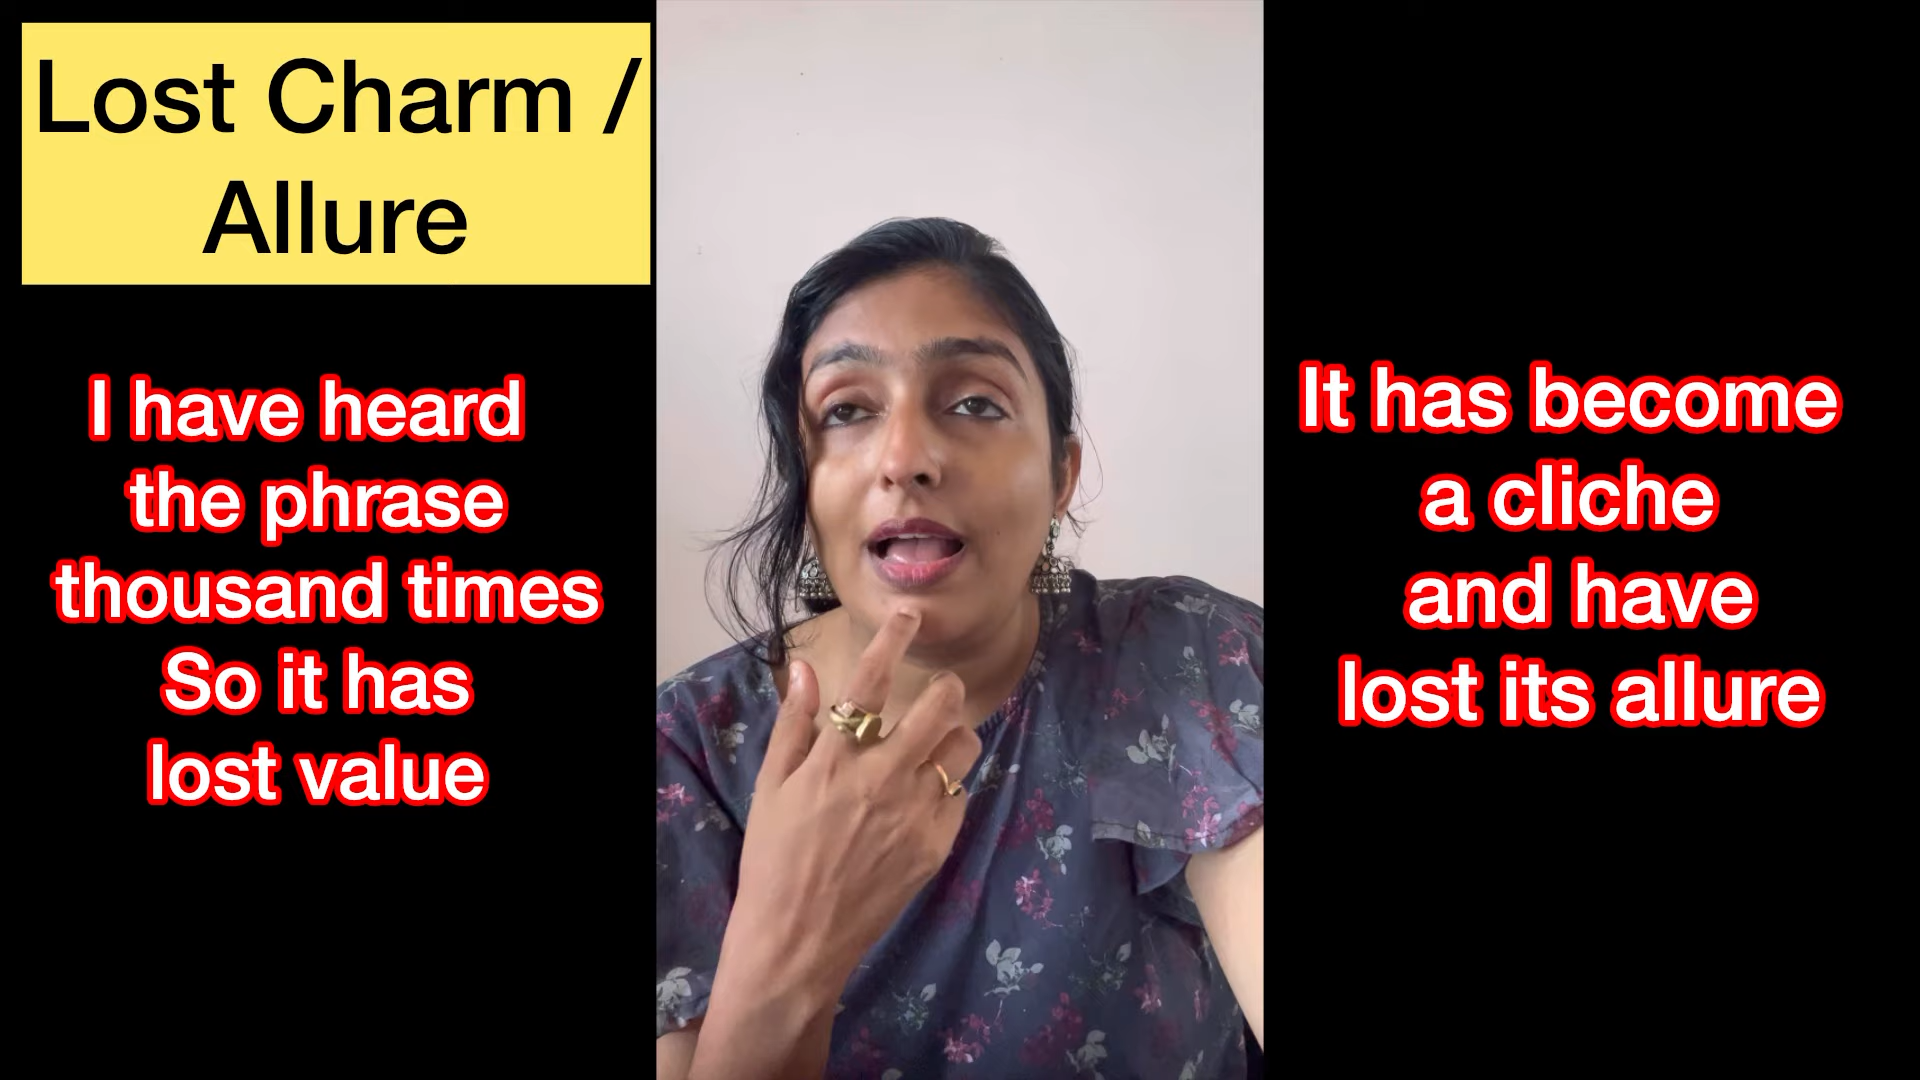 Lost Charm /
Allure
I have heard
the phrase
thousand times
So it has
lost value
It has become
a cliche
and have
lost its allure